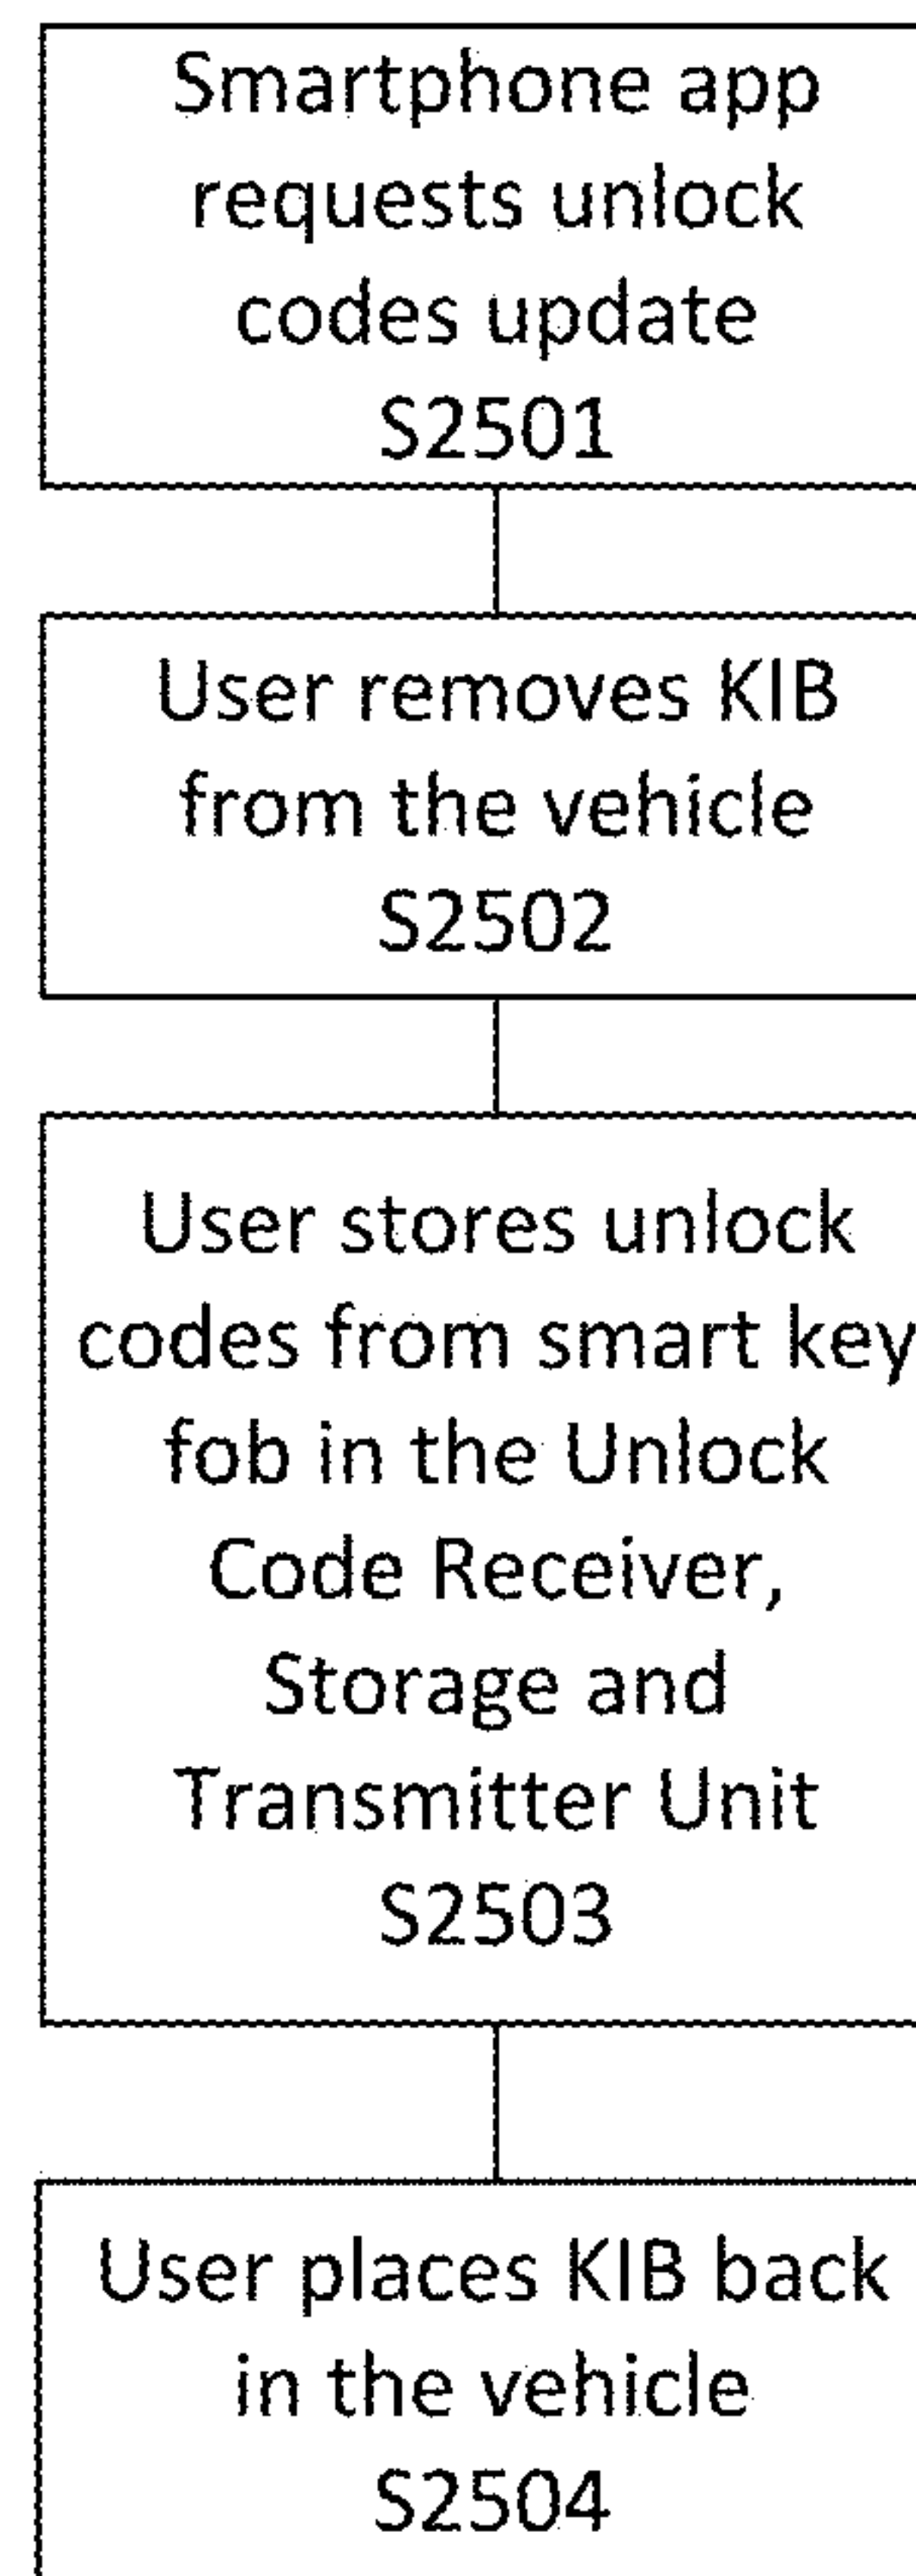 Smartphone app
requests unlock
codes update
S2501
User removes KIB
from the vehicle
S2502
User stores unlock
codes from smart key
fob in the Unlock
Code Receiver,
Storage and
Transmitter Unit
S2503
User places KIB back
in the vehicle
S2504